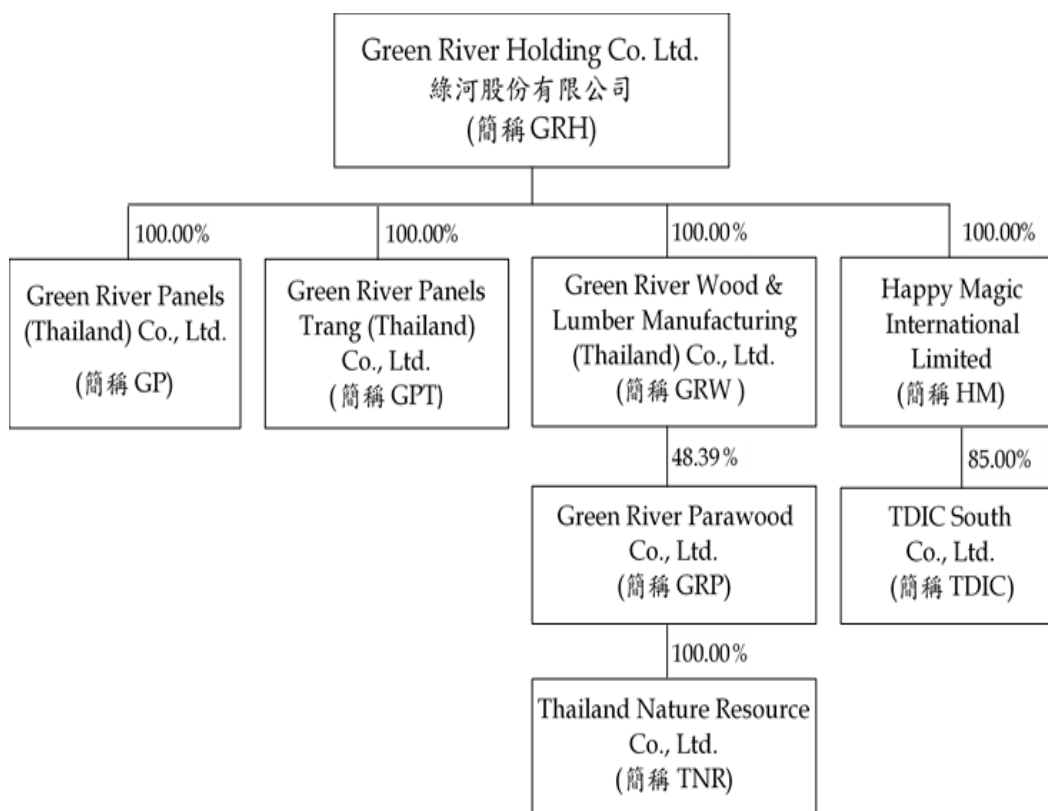 Green River Holding Co. Ltd.
綠河股份有限公司
(簡稱 GRH)
100.00%
100.00%
100.00%
100.00%
Green River Panels
(Thailand) Co., Ltd.
(簡稱 GP)
Green River Panels
Trang (Thailand)
Co., Ltd.
(簡稱 GPT)
Green River Wood &
Lumber Manufacturing
(Thailand) Co., Ltd.
(簡稱 GRW )
Happy Magic
International
Limited
(簡稱 HM)
48.39%
85.00%
Green River Parawood
Co., Ltd.
(簡稱 GRP)
TDIC South
Co., Ltd.
(簡稱 TDIC)
100.00%
Thailand Nature Resource
Co., Ltd.
(簡稱 TNR)